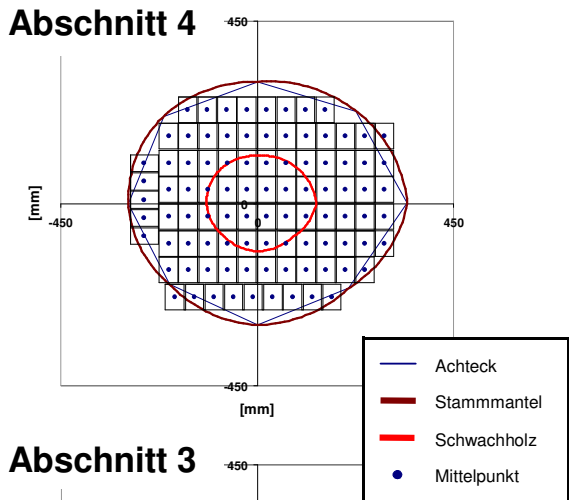 Abschnitt 4
450
[mm]
-450
0
0
450
-450
[mm]
Achteck
Stammmantel
Schwachholz
Mittelpunkt
Abschnitt 3
450